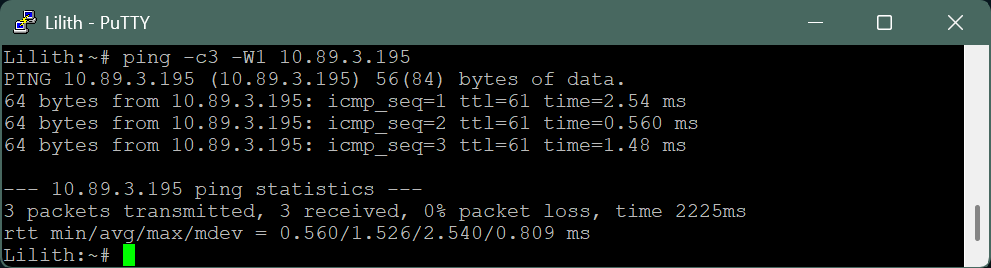 Lilith - PuTTY
Lilith:~# ping -c3 -W1 10.89.3.195
PING 10.89.3.195 (10.89.3.195) 56(84) bytes of data.
64 bytes from 10.89.3.195: icmp_seq=1 ttl=61 time=2.54 ms
64 bytes from 10.89.3.195: icmp_seq=2 ttl=61 time=0.560 ms
64 bytes from 10.89.3.195: icmp_seq=3 ttl=61 time=1.48 ms

--- 10.89.3.195 ping statistics ---
3 packets transmitted, 3 received, 0% packet loss, time 2225ms
rtt min/avg/max/mdev = 0.560/1.526/2.540/0.809 ms
Lilith:~#